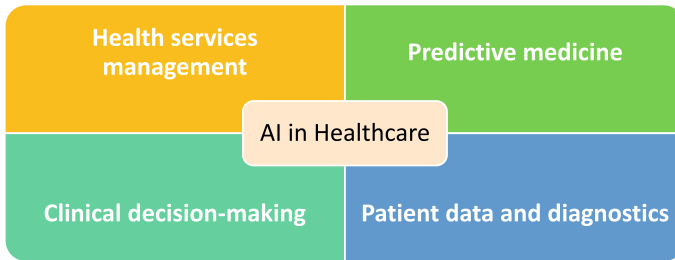 Health services
management
Predictive medicine
AI in Healthcare
Clinical decision-making
Patient data and diagnostics